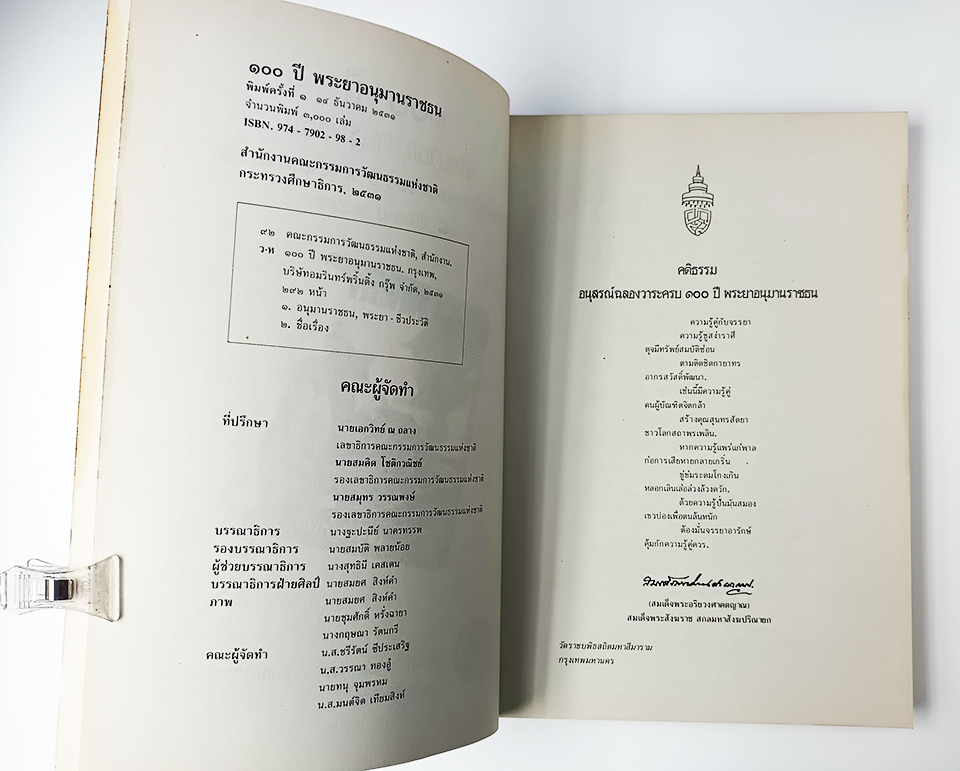 ๑๐๐ ปี พระยาอนุมานราชธน
พิมพ์ครั้งที่ ๑ ๑๔ ธันวาคม ๒๕๓๑
จำนวนพิมพ์ ๓,๐๐๐ เล่ม
ISBN. 974 - 7902 - 98 - 2
สำนักงานคณะกรรมการวัฒนธรรมแห่งชาติ
กระทรวงศึกษาธิการ. ๒๕๓๑
๙๒ คณะกรรมการวัฒนธรรมแห่งชาติ, สำนักงาน.
ว-ห ๑๐๐ ปี พระยาอนุมานราชธน. กรุงเทพ,
บริษัทอมรินทร์พริ้นติ้ง กรุ๊พ จำกัด, ๒๕๓๑
๒๙๒ หน้า
๑. อนุมานราชธน, พระยา - ชีวประวัติ
๒. ชื่อเรื่อง
คณะผู้จัดทำ
ที่ปรึกษา นายเอกวิทย์ ณ ถลาง
เลขาธิการคณะกรรมการวัฒนธรรมแห่งชาติ
นายสมคิด โชติกวณิชย์
รองเลขาธิการคณะกรรมการวัฒนธรรมแห่งชาติ
นายสมุทร วรรณพงษ์
รองเลขาธิการคณะกรรมการวัฒนธรรมแห่งชาติ
บรรณาธิการ นางฐะปะนีย์ นาครทรรพ
รองบรรณาธิการ นายสมบัติ พลายน้อย
ผู้ช่วยบรรณาธิการ นางสุทธินี เคสเตน
บรรณาธิการฝ่ายศิลป์ นายสมยศ สิงห์คำ
ภาพ นายสมยศ สิงห์คำ
นายชุมศักดิ์ หรั่งฉายา
นางกฤษณา รัตนกรี
คณะผู้จัดทำ น.ส.ชรีรัตน์ ชีประเสริฐ
น.ส.วรรณา ทองอู๋
นายทนุ จุมพรหม
น.ส.มนต์จิต เทียมสิงห์
คติธรรม
อนุสรณ์ฉลองวาระครบ ๑๐๐ ปี พระยาอนุมานราชธน
ความรู้คู่กับจรรยา
ความรู้ชูสง่าราศี
ดุจมีทรัพย์สมบัติซ่อน
ตามติดชิดกายาทร
อาภรสวัสดิ์พัฒนา.
เช่นนี้มีความรู้คู่
คนผู้บัณฑิตจิตกล้า
สร้างคุณสุนทรสัตยา
ชาวโลกสถาพรเพลิน.
หากความรู้แพร่แก่พาล
ก่อการเสียหายกลายเกริ่น
ขู่ข่มระดมโกงเกิน
หลอกเลินเล่อล่วงล้วงควัก.
ด้วยความรู้ปั่นมันสมอง
เขวปองเพื่อตนล้นหนัก
ต้องมั่นจรรยาอารักษ์
คุ้มกักความรู้คู่ควร.
(สมเด็จพระอริยวงศาคตญาณ)
สมเด็จพระสังฆราช สกลมหาสังฆปริณายก
วัดราชบพิธสถิตมหาสีมาราม
กรุงเทพมหานคร